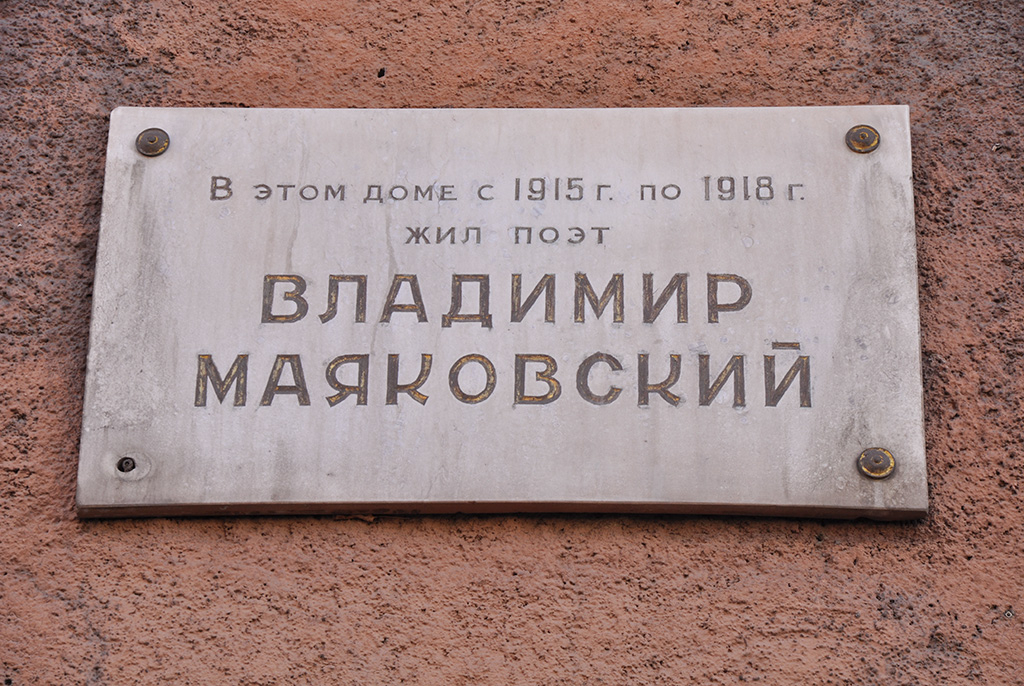 В ЭТОМ ДОМЕ С 1915 Г. ПО 1918 Г.
ЖИЛ ПОЭТ
ВЛАДИМИР
МАЯКОВСКИЙ